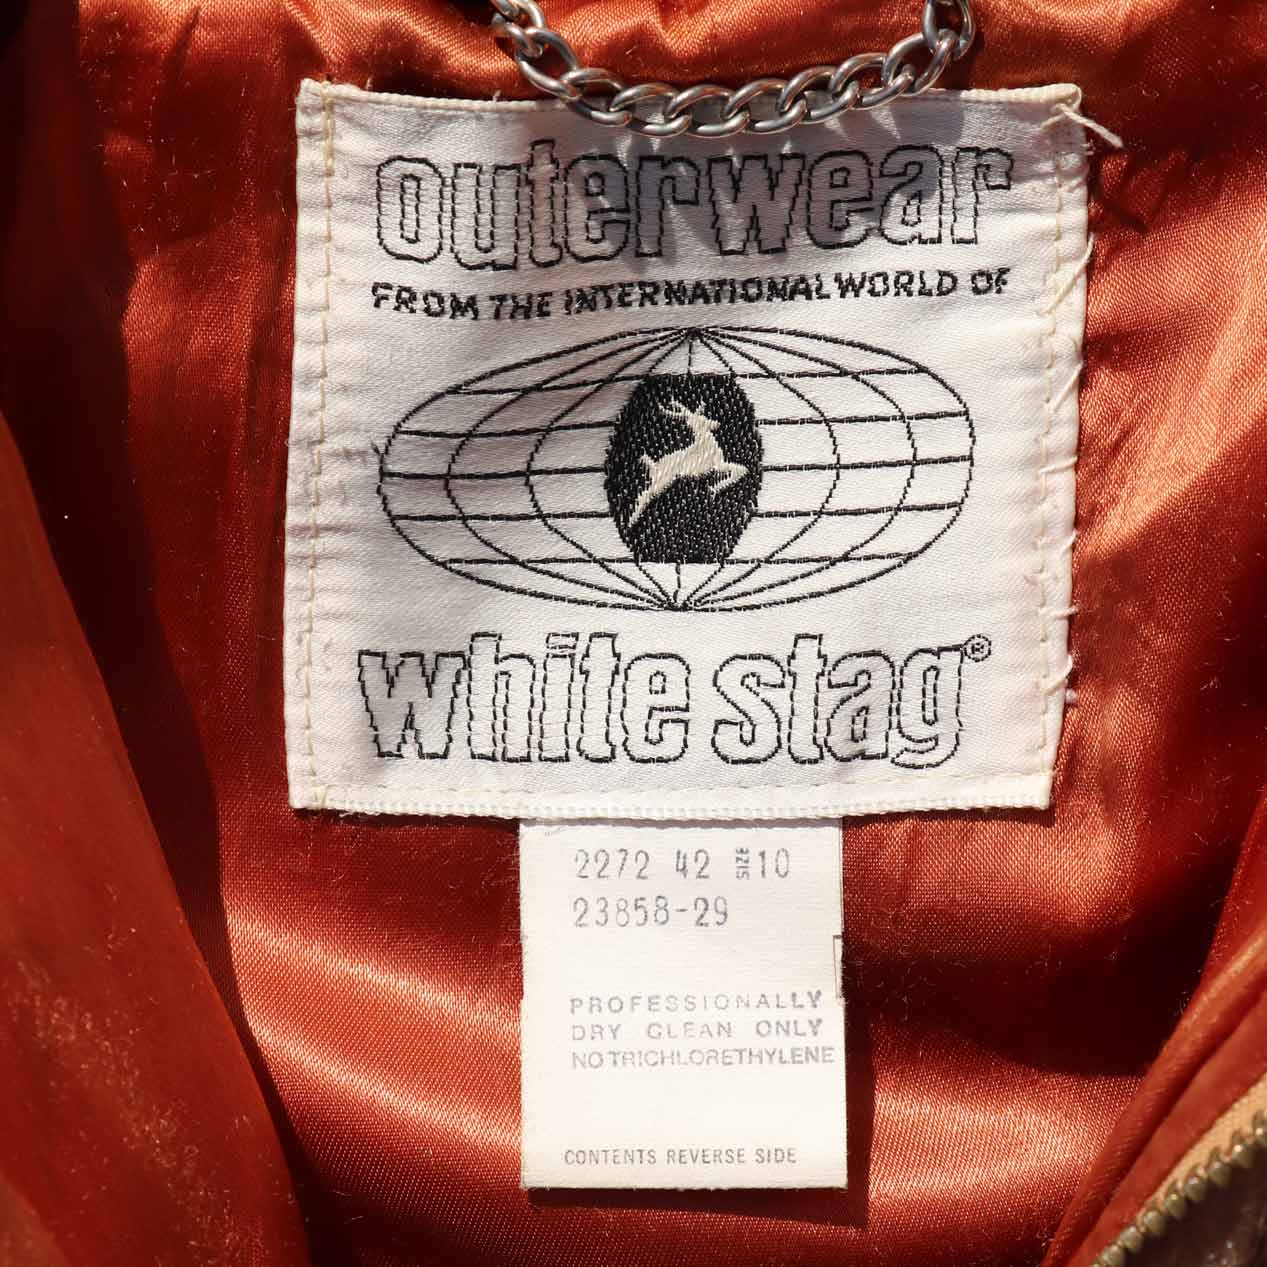 outerwear
FROM THE INTERNATIONAL WORLD OF
white stag®
2272 42 SIZE 10
23858-29
PROFESSIONALLY
DRY CLEAN ONLY
NO TRICHLORETHYLENE
CONTENTS REVERSE SIDE